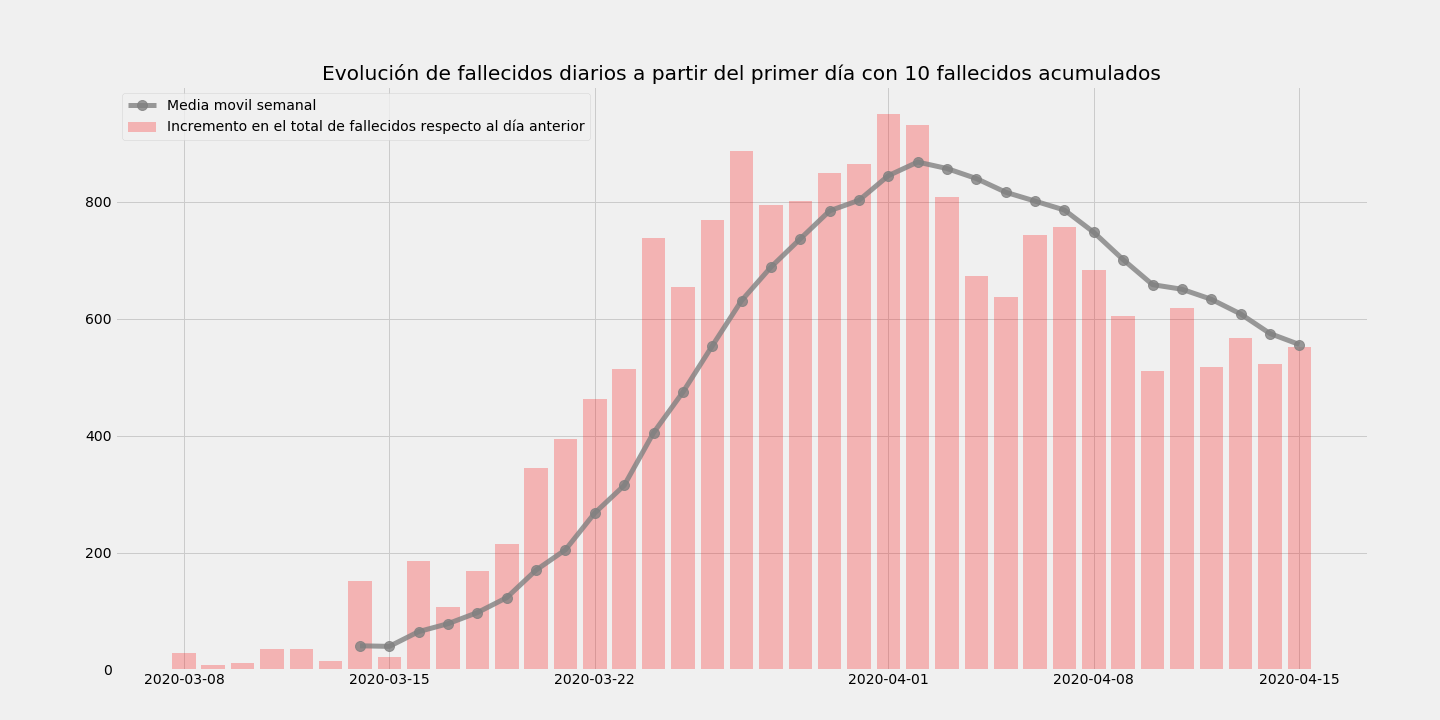 Evolución de fallecidos diarios a partir del primer día con 10 fallecidos acumulados
Media movil semanal
Incremento en el total de fallecidos respecto al día anterior
800
600
400
200
0
2020-03-08 2020-03-15 2020-03-22 2020-04-01 2020-04-08 2020-04-15